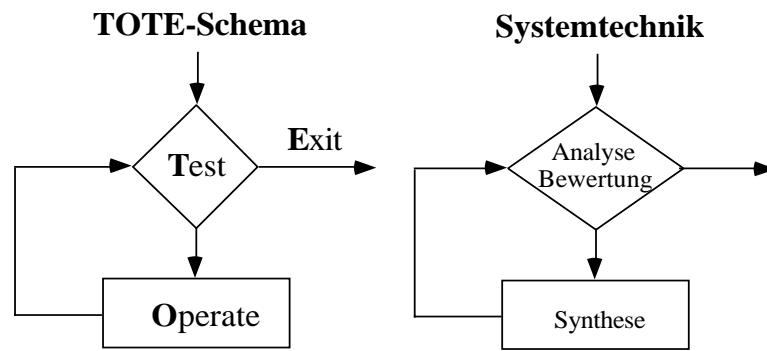 TOTE-Schema
Test
Exit
Operate
Systemtechnik
Analyse
Bewertung
Synthese